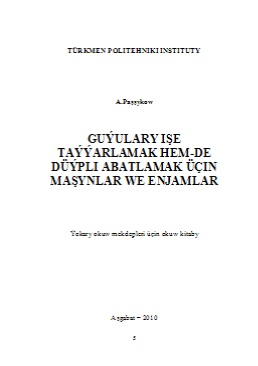 TÜRKMEN POLITEHNIKI INSTITUTY
A.Paşşykow
GUÝULARY IŞE
TAÝÝARLAMAK HEM-DE
DÜÝPLI ABATLAMAK ÜÇIN
MAŞYNLAR WE ENJAMLAR
Ýokary okuw mekdepleri üçin okuw kitaby
Aşgabat – 2010
5